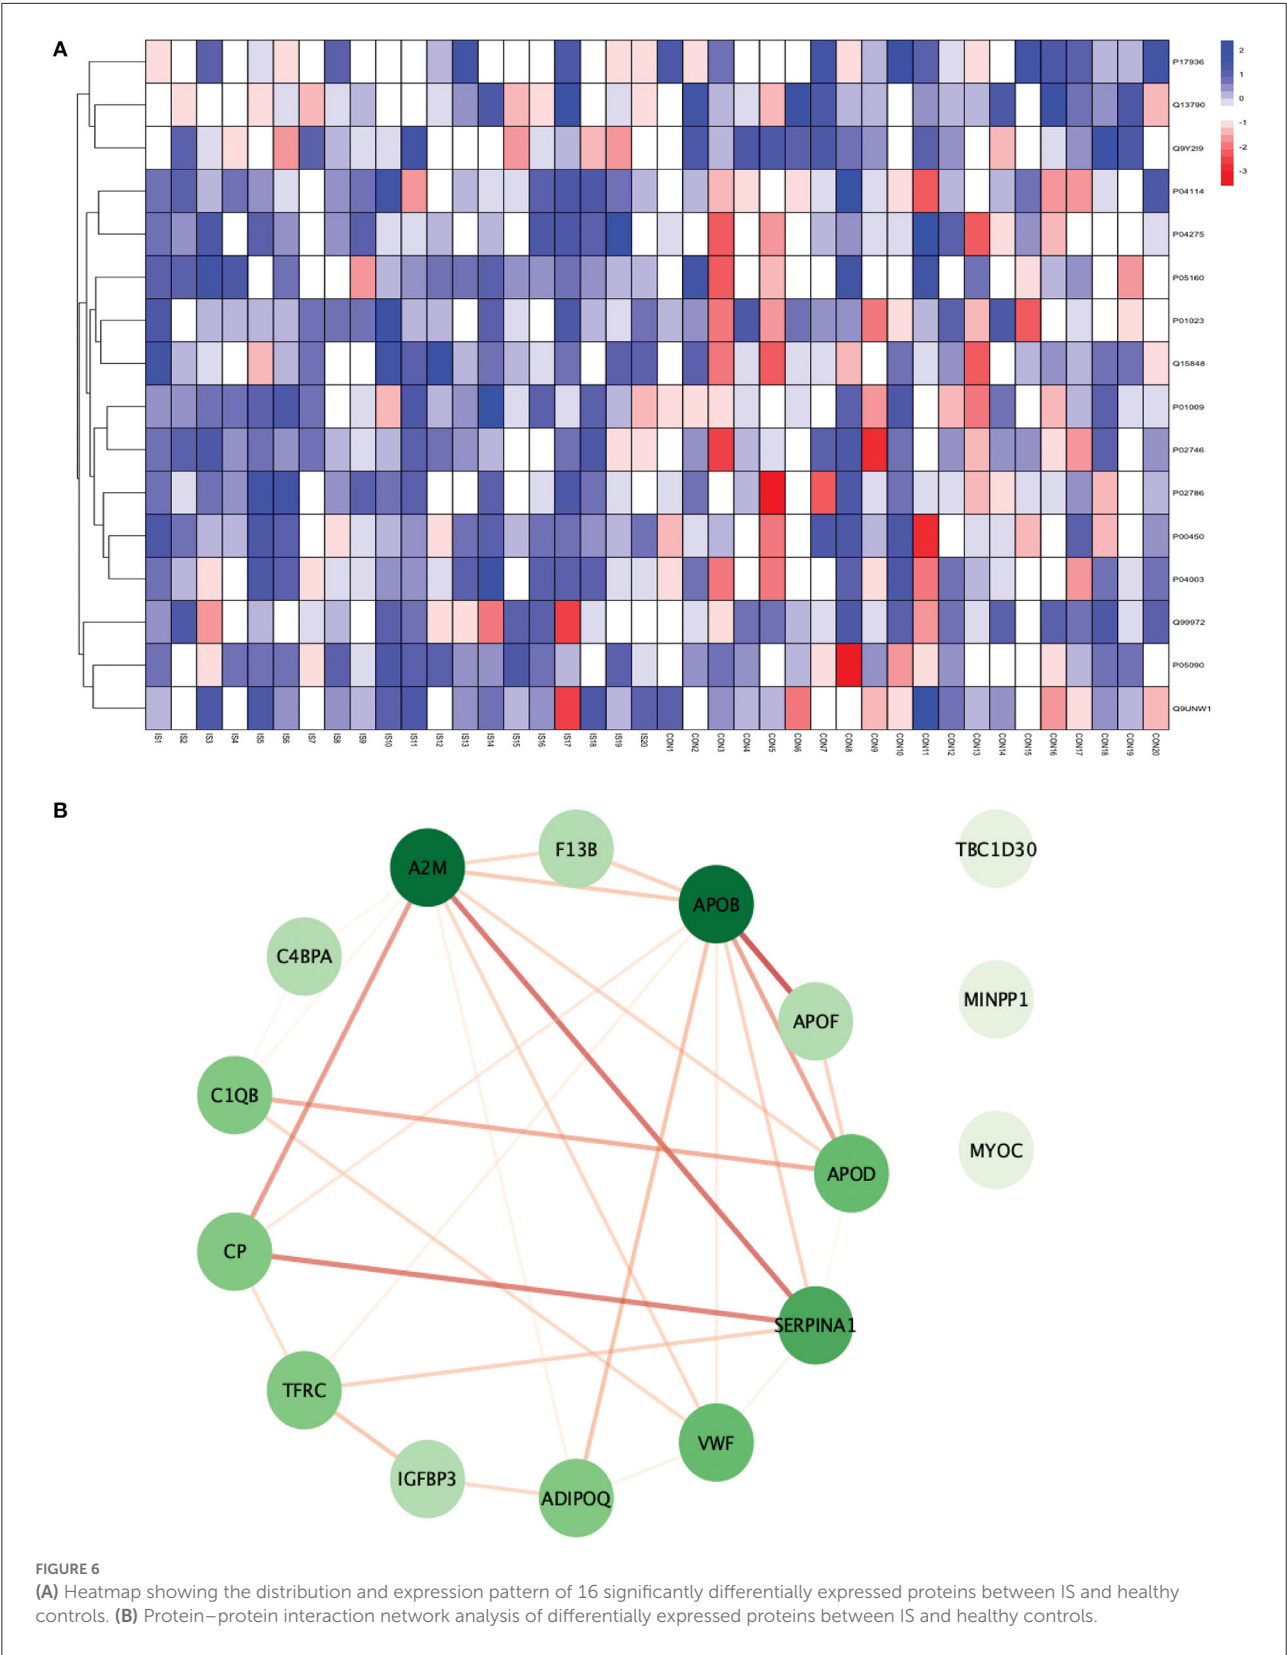 A
2
1
0
-1
-2
-3
P17936
Q13790
Q9Y2I9
P04114
P04275
P05160
P01023
Q15848
P01009
P02746
P02786
P00450
P04003
Q99972
P05090
Q9UNW1
IS1 IS2 IS3 IS4 IS5 IS6 IS7 IS8 IS9 IS10 IS11 IS12 IS13 IS14 IS15 IS16 IS17 IS18 IS19 IS20 CON1 CON2 CON3 CON4 CON5 CON6 CON7 CON8 CON9 CON10 CON11 CON12 CON13 CON14 CON15 CON16 CON17 CON18 CON19 CON20
B
A2M
F13B
APOB
TBC1D30
C4BPA
APOF
MINPP1
C1QB
APOD
MYOC
CP
SERPINA1
TFRC
VWF
IGFBP3
ADIPOQ
FIGURE 6
(A) Heatmap showing the distribution and expression pattern of 16 significantly differentially expressed proteins between IS and healthy
controls. (B) Protein–protein interaction network analysis of differentially expressed proteins between IS and healthy controls.